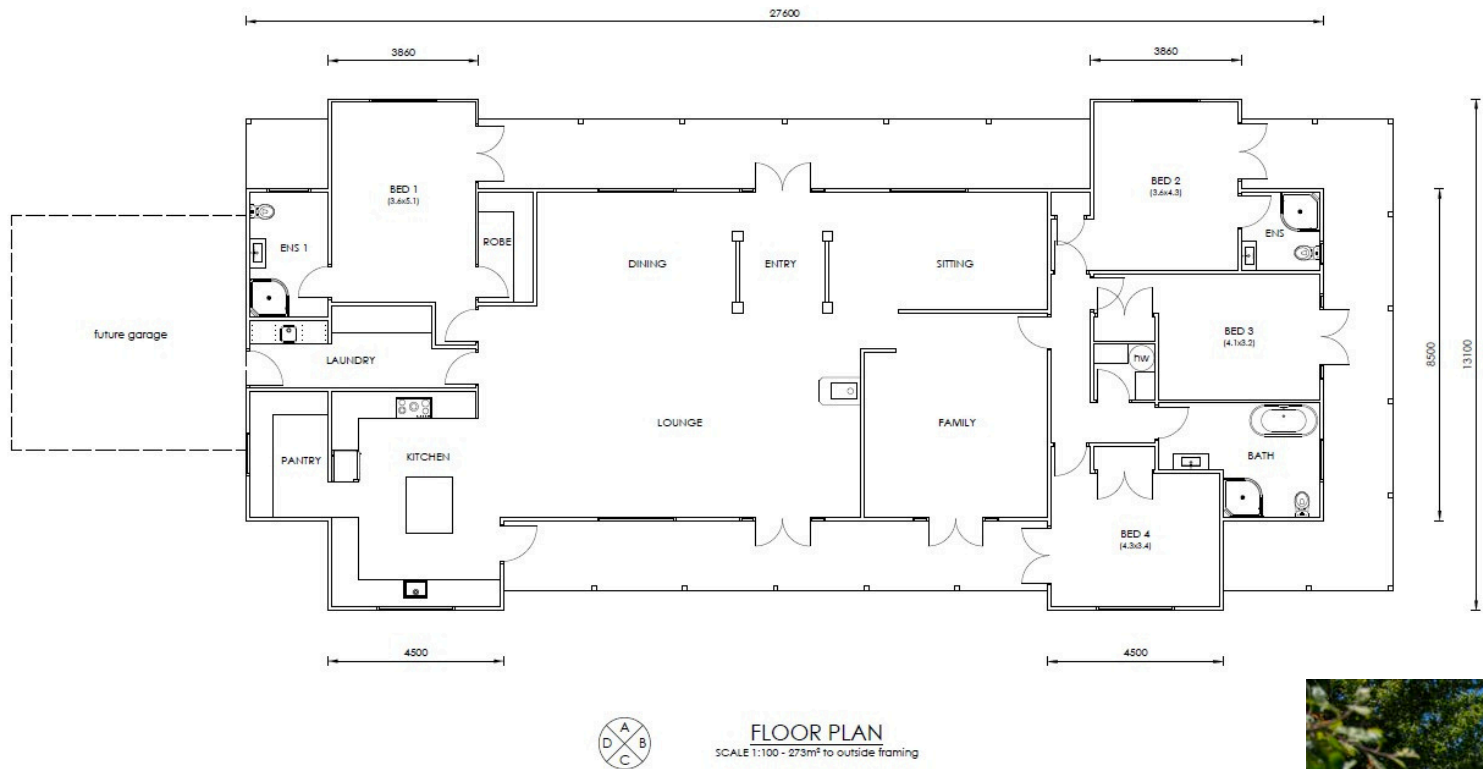 27600
3860
3860
BED 1
(3.6x5.1)
BED 2
(3.6x4.3)
ENS 1
ROBE
DINING
ENTRY
SITTING
ENS
future garage
LAUNDRY
BED 3
(4.1x3.2)
hw
8500
13100
PANTRY
KITCHEN
LOUNGE
FAMILY
BATH
BED 4
(4.3x3.4)
4500
4500
A
D B
C
FLOOR PLAN
SCALE 1:100 - 273m² to outside framing